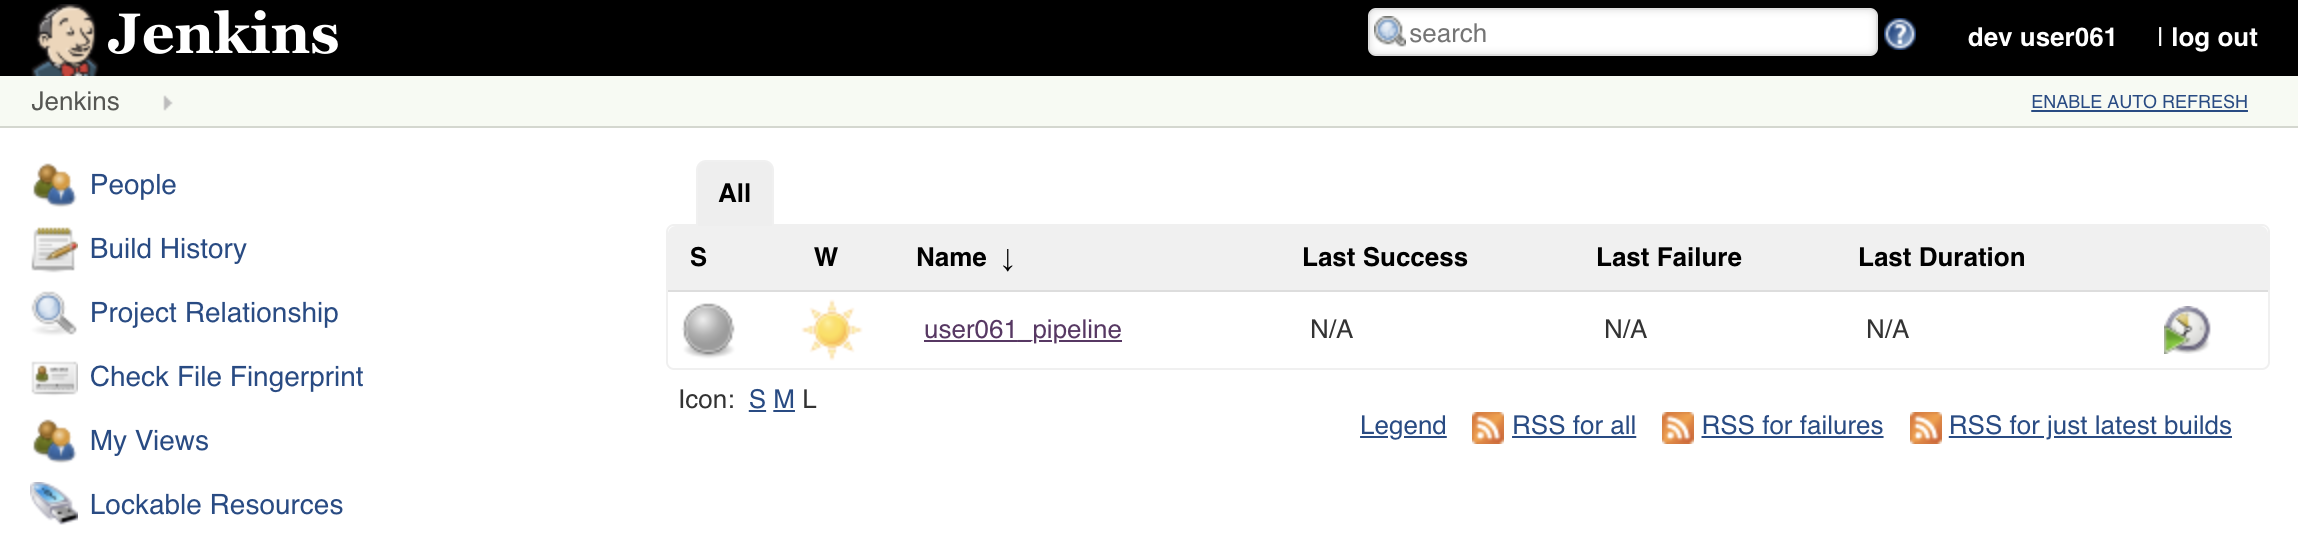 Jenkins
search
dev user061 | log out
Jenkins
ENABLE AUTO REFRESH
People
Build History
Project Relationship
Check File Fingerprint
My Views
Lockable Resources
All
S W Name ↓ Last Success Last Failure Last Duration
user061_pipeline N/A N/A N/A
Icon: S M L
Legend RSS for all RSS for failures RSS for just latest builds